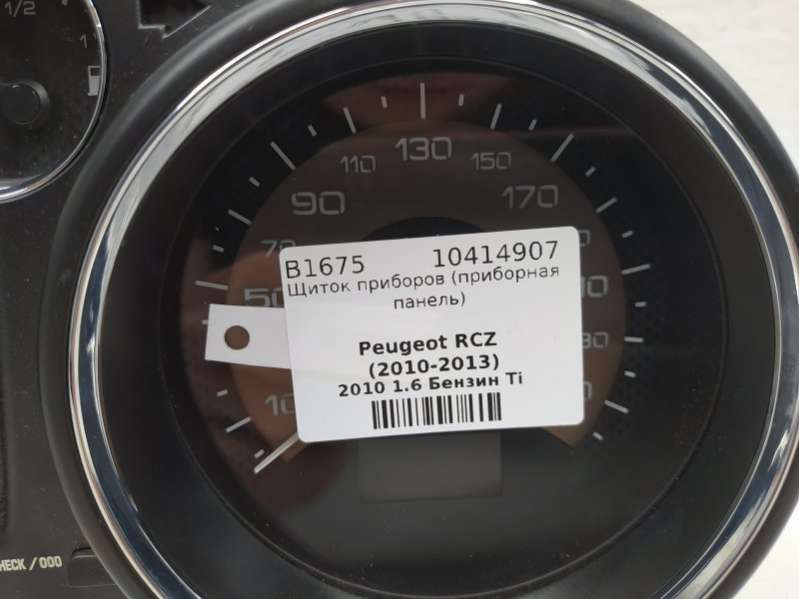 1/2
1
110 130 150
90 170
B1675 10414907
Щиток приборов (приборная
панель)
Peugeot RCZ
(2010-2013)
2010 1.6 Бензин Ti
50
/000